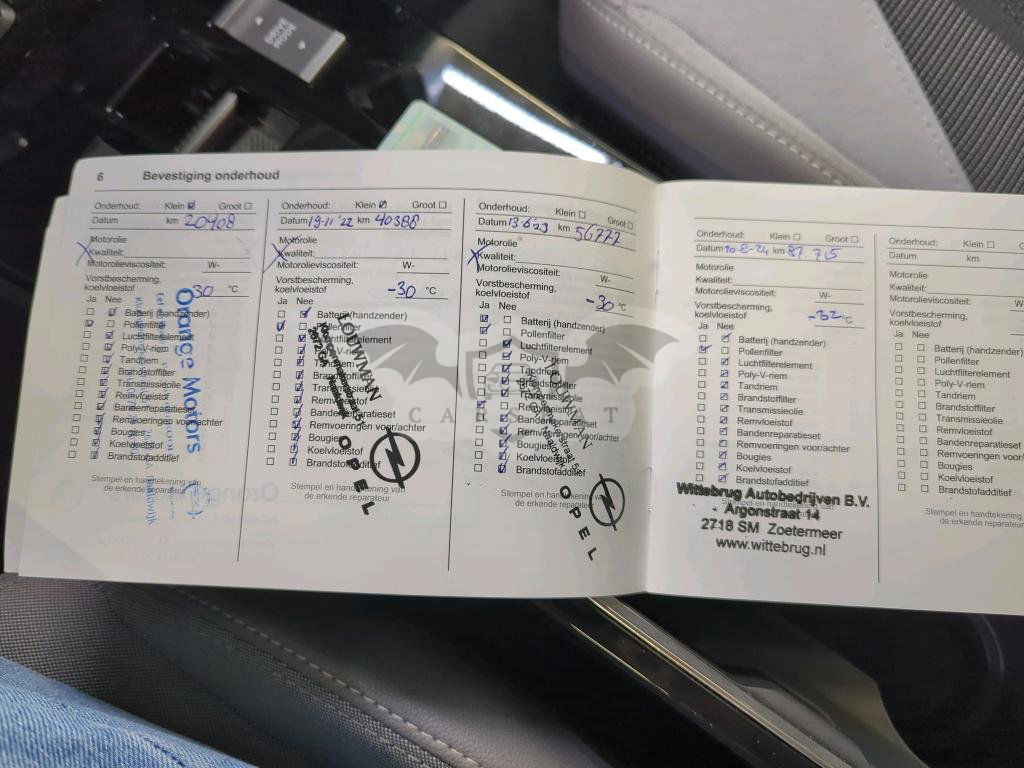 DRIVE
MODE
6 Bevestiging onderhoud
Onderhoud: Klein ☑ Groot ☐
Datum km 20908
Motorolie
Kwaliteit:
Motorolieviscositeit: W-
Vorstbescherming,
koelvloeistof -30 °C
Ja Nee
Batterij (handzender)
Pollenfilter
Luchtfilterelement
Poly-V-riem
Tandriem
Brandstoffilter
Transmissieolie
Remvloeistof
Bandenreparatieset
Remvoeringen voor/achter
Bougies
Koelvloeistof
Brandstofadditief
Stempel en handtekening van
de erkende reparateur
Orange Motors
Onderhoud: Klein ☑ Groot ☐
Datum 19-11 '22 km 40388
Motorolie
Kwaliteit:
Motorolieviscositeit: W-
Vorstbescherming,
koelvloeistof -30 °C
Ja Nee
Batterij (handzender)
Pollenfilter
Luchtfilterelement
Poly-V-riem
Tandriem
Brandstoffilter
Transmissieolie
Remvloeistof
Bandenreparatieset
Remvoeringen voor/achter
Bougies
Koelvloeistof
Brandstofadditief
Stempel en handtekening van
de erkende reparateur
OPEL
Onderhoud: Klein ☐ Groot ☐
Datum 13 6 '23 km 56777
Motorolie
Kwaliteit:
Motorolieviscositeit: W-
Vorstbescherming,
koelvloeistof -30 °C
Ja Nee
Batterij (handzender)
Pollenfilter
Luchtfilterelement
Poly-V-riem
Tandriem
Brandstoffilter
Transmissieolie
Remvloeistof
Bandenreparatieset
Remvoeringen voor/achter
Bougies
Koelvloeistof
Brandstofadditief
Stempel en handtekening van
de erkende reparateur
OPEL
Onderhoud: Klein ☐ Groot ☐
Datum 20-8-24 km 87.715
Motorolie
Kwaliteit:
Motorolieviscositeit: W-
Vorstbescherming,
koelvloeistof -32 °C
Ja Nee
Batterij (handzender)
Pollenfilter
Luchtfilterelement
Poly-V-riem
Tandriem
Brandstoffilter
Transmissieolie
Remvloeistof
Bandenreparatieset
Remvoeringen voor/achter
Bougies
Koelvloeistof
Brandstofadditief
Wittebrug Autobedrijven B.V.
Argonstraat 14
2718 SM Zoetermeer
www.wittebrug.nl
Onderhoud: Klein ☐
Datum km
Motorolie
Kwaliteit:
Motorolieviscositeit:
Vorstbescherming,
koelvloeistof
Ja Nee
Batterij (handzender)
Pollenfilter
Luchtfilterelement
Poly-V-riem
Tandriem
Brandstoffilter
Transmissieolie
Remvloeistof
Bandenreparatieset
Remvoeringen
Bougies
Koelvloeistof
Brandstofadditief
Stempel en handtekening
de erkende reparateur